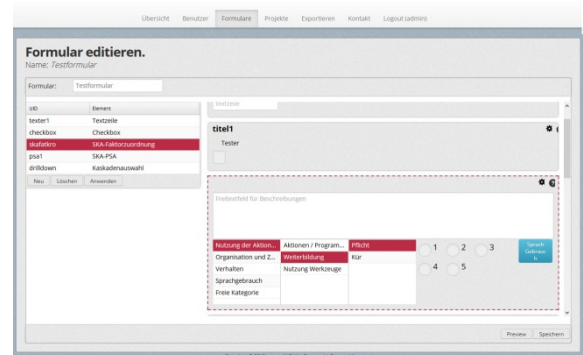 Übersicht Benutzer Formulare Projekte Exportieren Kontakt Logout (admin)
Formular editieren.
Name: Testformular
Formular: Testformular
UID Element
texter1 Textzeile
checkbox Checkbox
skafatkro SKA-Faktorzuordnung
psa1 SKA-PSA
drilldown Kaskadenauswahl
Neu Löschen Anwenden
Textzeile
titel1
Tester
Freitextfeld für Beschreibungen
Nutzung der Aktion... Aktionen / Program... Pflicht
Organisation und Z... Weiterbildung Kür
Verhalten Nutzung Werkzeuge
Sprachgebrauch
Freie Kategorie
1 2 3
4 5
Sprach
Gebrauc
h
Preview Speichern